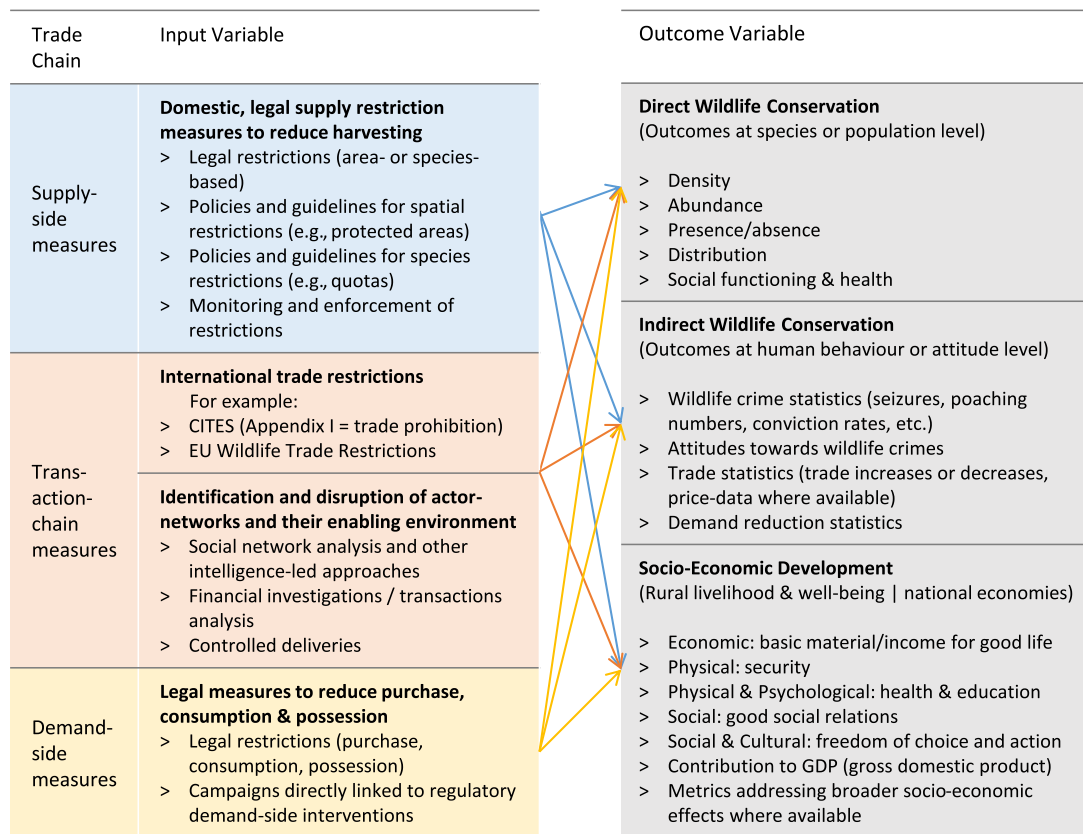 Trade
Chain
Input Variable
Supply-
side
measures
Domestic, legal supply restriction
measures to reduce harvesting
> Legal restrictions (area- or species-
based)
> Policies and guidelines for spatial
restrictions (e.g., protected areas)
> Policies and guidelines for species
restrictions (e.g., quotas)
> Monitoring and enforcement of
restrictions
Trans-
action-
chain
measures
International trade restrictions
For example:
> CITES (Appendix I = trade prohibition)
> EU Wildlife Trade Restrictions
Identification and disruption of actor-
networks and their enabling environment
> Social network analysis and other
intelligence-led approaches
> Financial investigations / transactions
analysis
> Controlled deliveries
Demand-
side
measures
Legal measures to reduce purchase,
consumption & possession
> Legal restrictions (purchase,
consumption, possession)
> Campaigns directly linked to regulatory
demand-side interventions
Outcome Variable
Direct Wildlife Conservation
(Outcomes at species or population level)
> Density
> Abundance
> Presence/absence
> Distribution
> Social functioning & health
Indirect Wildlife Conservation
(Outcomes at human behaviour or attitude level)
> Wildlife crime statistics (seizures, poaching
numbers, conviction rates, etc.)
> Attitudes towards wildlife crimes
> Trade statistics (trade increases or decreases,
price-data where available)
> Demand reduction statistics
Socio-Economic Development
(Rural livelihood & well-being | national economies)
> Economic: basic material/income for good life
> Physical: security
> Physical & Psychological: health & education
> Social: good social relations
> Social & Cultural: freedom of choice and action
> Contribution to GDP (gross domestic product)
> Metrics addressing broader socio-economic
effects where available